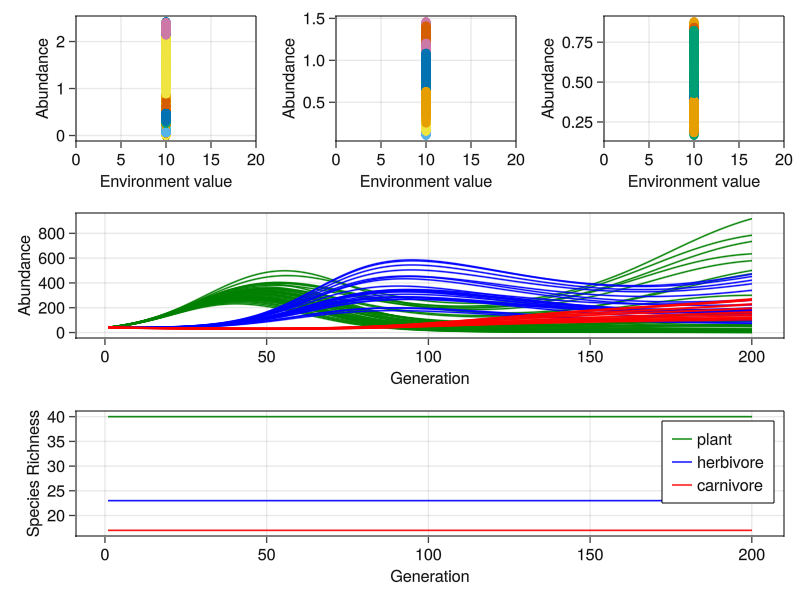 Abundance
2
1
0
0 5 10 15 20
Environment value
Abundance
1.5
1.0
0.5
0 5 10 15 20
Environment value
Abundance
0.75
0.50
0.25
0 5 10 15 20
Environment value
Abundance
800
600
400
200
0
0 50 100 150 200
Generation
Species Richness
40
35
30
25
20
plant
herbivore
carnivore
0 50 100 150 200
Generation